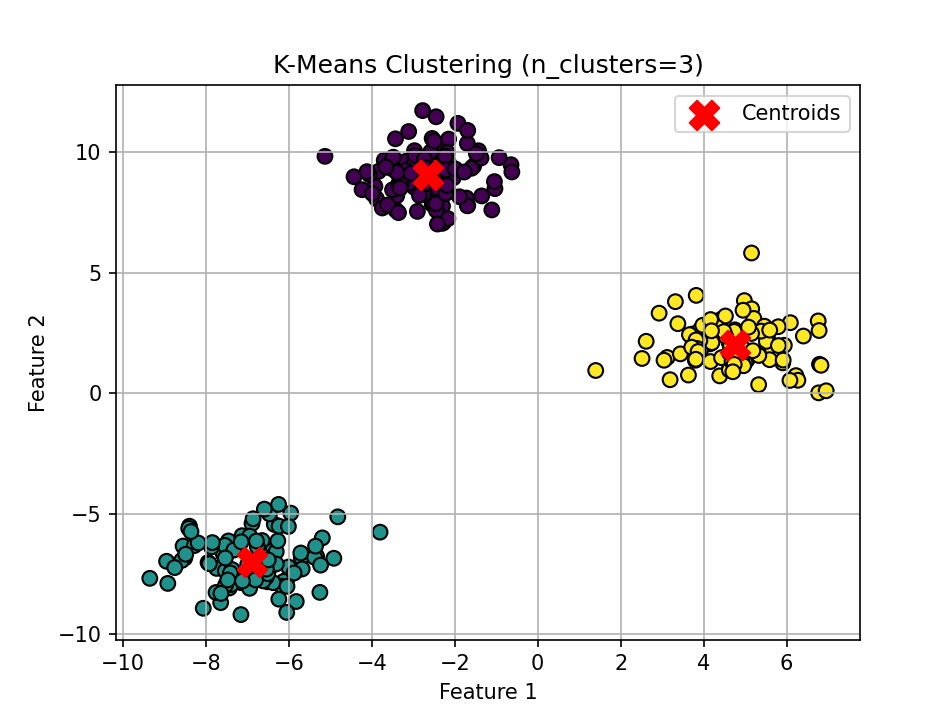 K-Means Clustering (n_clusters=3)
Centroids
10
5
0
−5
−10
Feature 2
−10 −8 −6 −4 −2 0 2 4 6
Feature 1